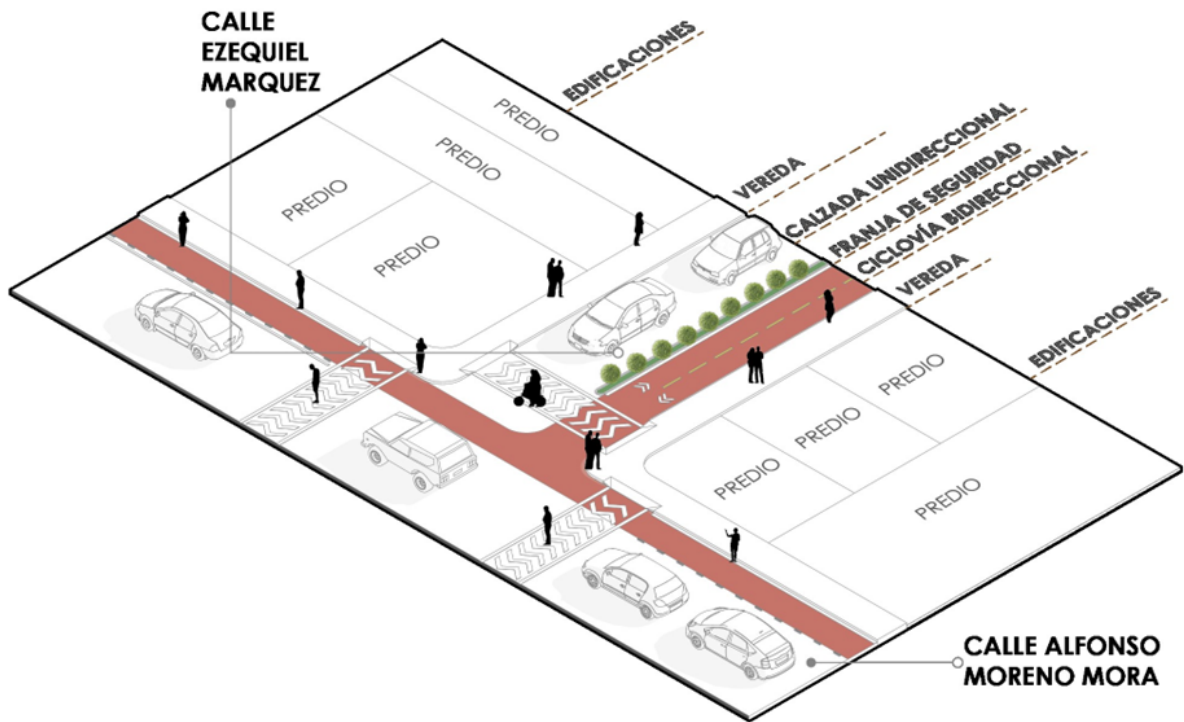 CALLE
EZEQUIEL
MARQUEZ
EDIFICACIONES
VEREDA
CALZADA UNIDIRECCIONAL
FRANJA DE SEGURIDAD
CICLOVÍA BIDIRECCIONAL
VEREDA
EDIFICACIONES
PREDIO
PREDIO
PREDIO
PREDIO
PREDIO
PREDIO
PREDIO
PREDIO
CALLE ALFONSO
MORENO MORA